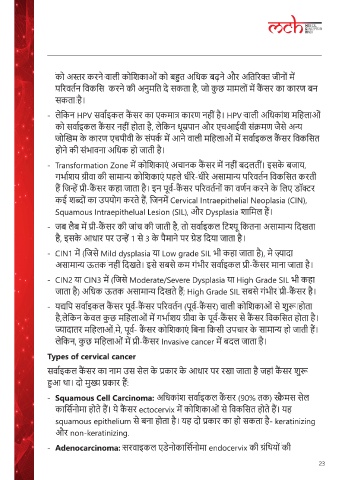 mch
को अस्तर करने वाली कोशिकाओं को बहुत अधिक बढ़ने और अतिरिक्त जीनों में
परिवर्तन विकसि करने की अनुमति दे सकता है, जो कुछ मामलों में कैंसर का कारण बन
सकता है।
- लेकिन HPV सर्वाइकल कैंसर का एकमात्र कारण नहीं है। HPV वाली अधिकांश महिलाओं
को सर्वाइकल कैंसर नहीं होता है, लेकिन धूम्रपान और एचआईवी संक्रमण जैसे अन्य
जोखिम के कारण एचपीवी के संपर्क में आने वाली महिलाओं में सर्वाइकल कैंसर विकसित
होने की संभावना अधिक हो जाती है।
- Transformation Zone में कोशिकाएं अचानक कैंसर में नहीं बदलतीं। इसके बजाय,
गर्भाशय ग्रीवा की सामान्य कोशिकाएं पहले धीरे-धीरे असामान्य परिवर्तन विकसित करती
हैं जिन्हें प्री-कैंसर कहा जाता है। इन पूर्व-कैंसर परिवर्तनों का वर्णन करने के लिए डॉक्टर
कई शब्दों का उपयोग करते हैं, जिनमें Cervical Intraepithelial Neoplasia (CIN),
Squamous Intraepithelual Lesion (SIL), और Dysplasia शामिल हैं।
- जब लैब में प्री-कैंसर की जांच की जाती है, तो सर्वाइकल टिश्यू कितना असामान्य दिखता
है, इसके आधार पर उन्हें 1 से 3 के पैमाने पर ग्रेड दिया जाता है।
- CIN1 में (जिसे Mild dysplasia या Low grade SIL भी कहा जाता है), मे ज़्यादा
असामान्य ऊतक नहीं दिखते। इसे सबसे कम गंभीर सर्वाइकल प्री-कैंसर माना जाता है।
- CIN2 या CIN3 में (जिसे Moderate/Severe Dysplasia या High Grade SIL भी कहा
जाता है) अधिक ऊतक असामान्य दिखते हैं; High Grade SIL सबसे गंभीर प्री-कैंसर है।
- यद्यपि सर्वाइकल कैंसर पूर्व-कैंसर परिवर्तन (पूर्व-कैंसर) वाली कोशिकाओं से शुरू होता
है,लेकिन केवल कुछ महिलाओं में गर्भाशय ग्रीवा के पूर्व-कैंसर से कैंसर विकसित होता है।
ज्यादातर महिलाओं मे, पूर्व- कैंसर कोशिकाएं बिना किसी उपचार के सामान्य हो जाती हैं।
लेकिन, कुछ महिलाओं में प्री-कैंसर Invasive cancer में बदल जाता है।
Types of cervical cancer
सर्वाइकल कैंसर का नाम उस सेल के प्रकार के आधार पर रखा जाता है जहां कैंसर शुरू
हुआ था। दो मुख्य प्रकार हैं:
- Squamous Cell Carcinoma: अधिकांश सर्वाइकल कैंसर (90% तक) स्क्वैमस सेल
कार्सिनोमा होते हैं। ये कैंसर ectocervix में कोशिकाओं से विकसित होते हैं। यह
squamous epithelium से बना होता है। यह दो प्रकार का हो सकता है- keratinizing
और non-keratinizing.
- Adenocarcinoma: सरवाइकल एडेनोकार्सिनोमा endocervix की ग्रंथियों की
23